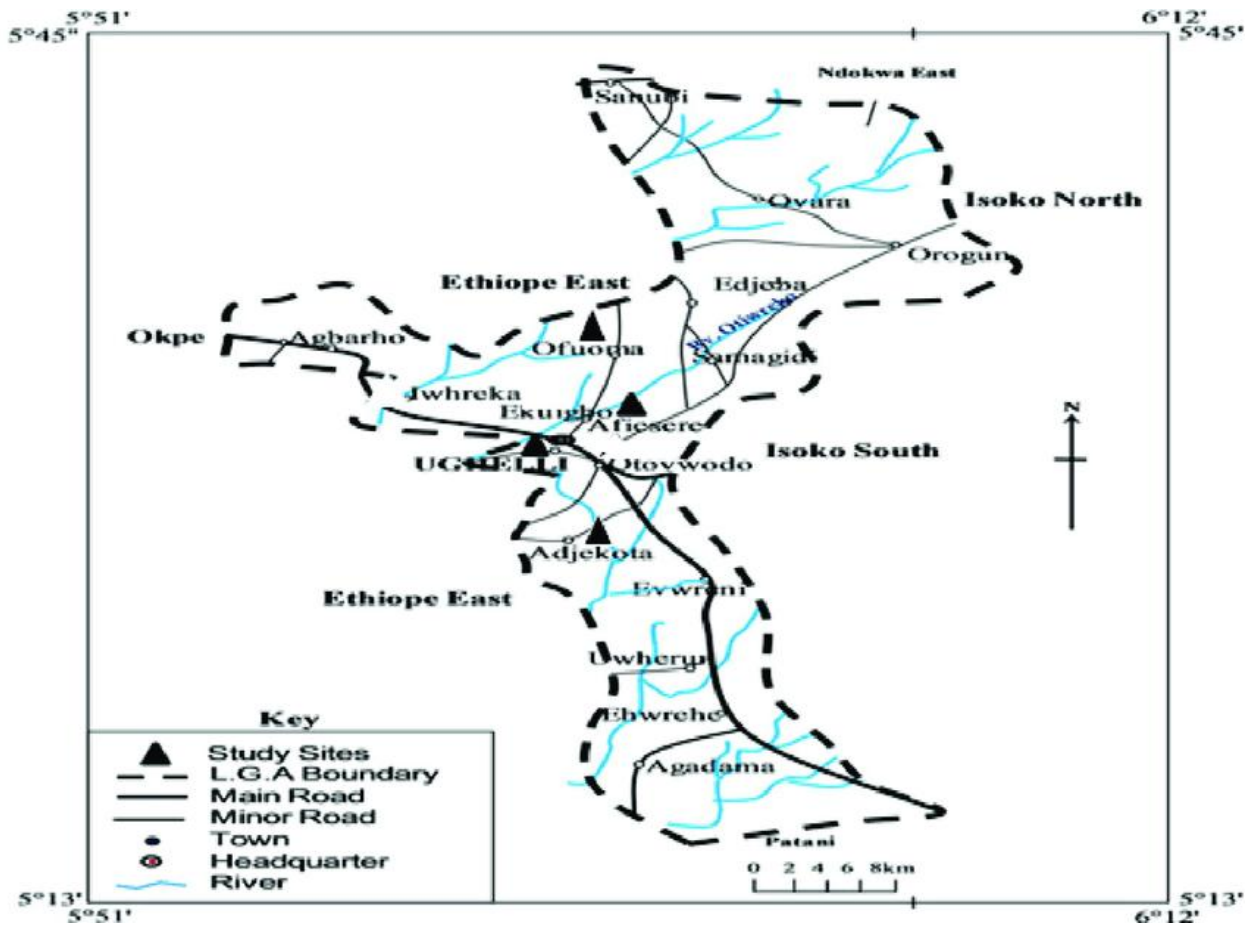 5°51'
6°12'
5°45"
5°45'
Ndokwa East
Sanubi
Ovara
Isoko North
Orogun
Ethiope East
Edjeba
Okpe
Agbarho
Ofuoma
Samagidi
Iwhreka
Ekuigbo
Afiesere
N
UGHELLI
Otovwodo
Isoko South
Adjekota
Evwreni
Ethiope East
Uwherun
Ehwrehe
Agadama
Patani
0 2 4 6 8km
Key
Study Sites
L.G.A Boundary
Main Road
Minor Road
Town
Headquarter
River
5°13'
5°13'
5°51'
6°12'